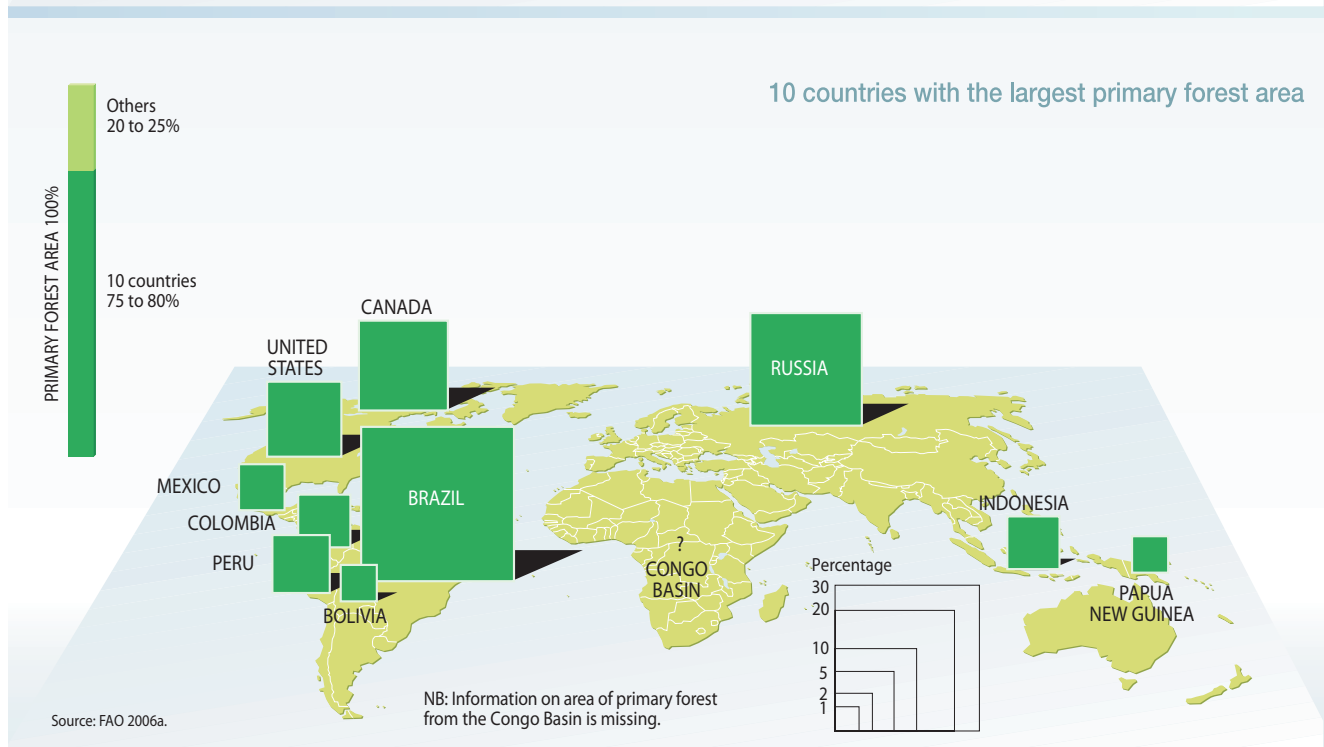 10 countries with the largest primary forest area
Others
20 to 25%
PRIMARY FOREST AREA 100%
10 countries
75 to 80%
CANADA
UNITED
STATES
RUSSIA
MEXICO
BRAZIL
COLOMBIA
INDONESIA
PERU
?
CONGO
BASIN
BOLIVIA
PAPUA
NEW GUINEA
Percentage
30
20
10
5
2
1
NB: Information on area of primary forest
from the Congo Basin is missing.
Source: FAO 2006a.